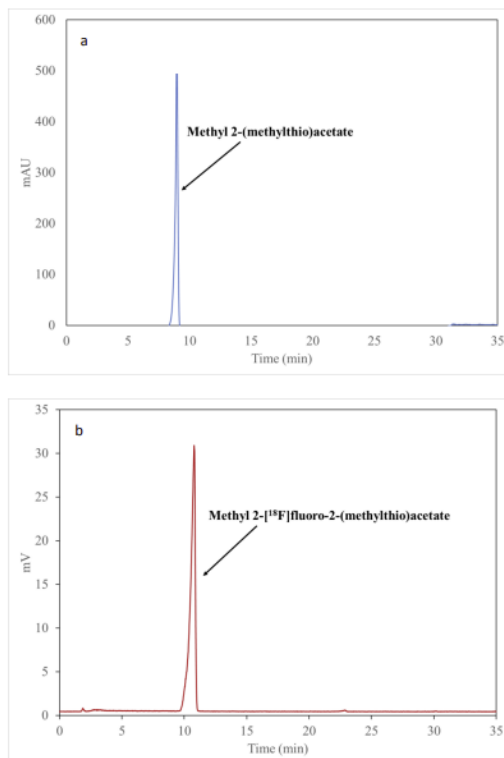 a
600
500
400
300
200
100
0
mAU
Methyl 2-(methylthio)acetate
0 5 10 15 20 25 30 35
Time (min)
b
35
30
25
20
15
10
5
0
mV
Methyl 2-[¹⁸F]fluoro-2-(methylthio)acetate
0 5 10 15 20 25 30 35
Time (min)